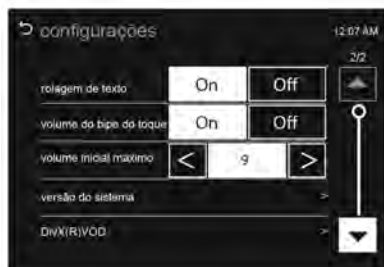 configurações
12:07 AM
2/2
rolagem de texto On Off
volume do bipe do toque On Off
volume inicial máximo < 9 >
versão do sistema >
DivX(R)VOD >